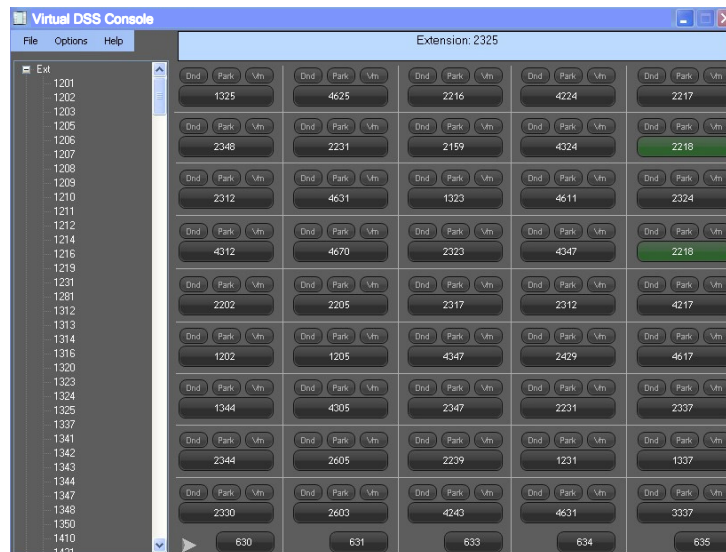 Virtual DSS Console
File Options Help
Extension: 2325
Ext
1201
1202
1203
1205
1206
1207
1208
1209
1210
1211
1212
1214
1216
1219
1231
1281
1312
1313
1314
1316
1320
1323
1324
1325
1337
1341
1342
1343
1344
1347
1348
1350
1410
1421
Dnd Park Vm Dnd Park Vm Dnd Park Vm Dnd Park Vm Dnd Park Vm
1325 4625 2216 4224 2217
Dnd Park Vm Dnd Park Vm Dnd Park Vm Dnd Park Vm Dnd Park Vm
2348 2231 2159 4324 2218
Dnd Park Vm Dnd Park Vm Dnd Park Vm Dnd Park Vm Dnd Park Vm
2312 4631 1323 4611 2324
Dnd Park Vm Dnd Park Vm Dnd Park Vm Dnd Park Vm Dnd Park Vm
4312 4670 2323 4347 2218
Dnd Park Vm Dnd Park Vm Dnd Park Vm Dnd Park Vm Dnd Park Vm
2202 2205 2317 2312 4217
Dnd Park Vm Dnd Park Vm Dnd Park Vm Dnd Park Vm Dnd Park Vm
1202 1205 4347 2429 4617
Dnd Park Vm Dnd Park Vm Dnd Park Vm Dnd Park Vm Dnd Park Vm
1344 4305 2347 2231 2337
Dnd Park Vm Dnd Park Vm Dnd Park Vm Dnd Park Vm Dnd Park Vm
2344 2605 2239 1231 1337
Dnd Park Vm Dnd Park Vm Dnd Park Vm Dnd Park Vm Dnd Park Vm
2330 2603 4243 4631 3337
630 631 633 634 635